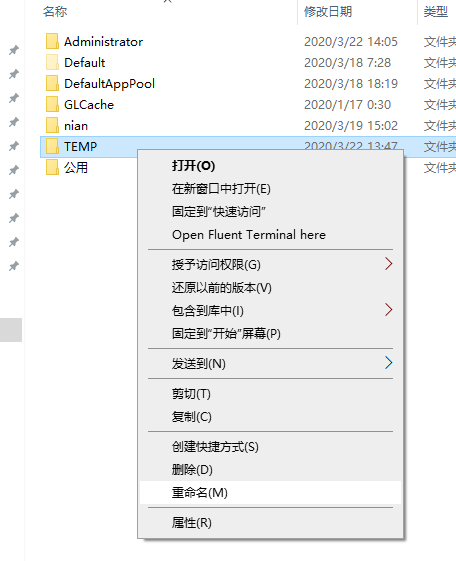 名称 修改日期 类型
Administrator 2020/3/22 14:05 文件夹
Default 2020/3/18 7:28 文件夹
DefaultAppPool 2020/3/18 18:19 文件夹
GLCache 2020/1/17 0:30 文件夹
nian 2020/3/19 15:02 文件夹
TEMP 2020/3/22 13:47 文件夹
公用 文件夹
打开(O)
在新窗口中打开(E)
固定到"快速访问"
Open Fluent Terminal here
授予访问权限(G)
还原以前的版本(V)
包含到库中(I)
固定到"开始"屏幕(P)
发送到(N)
剪切(T)
复制(C)
创建快捷方式(S)
删除(D)
重命名(M)
属性(R)